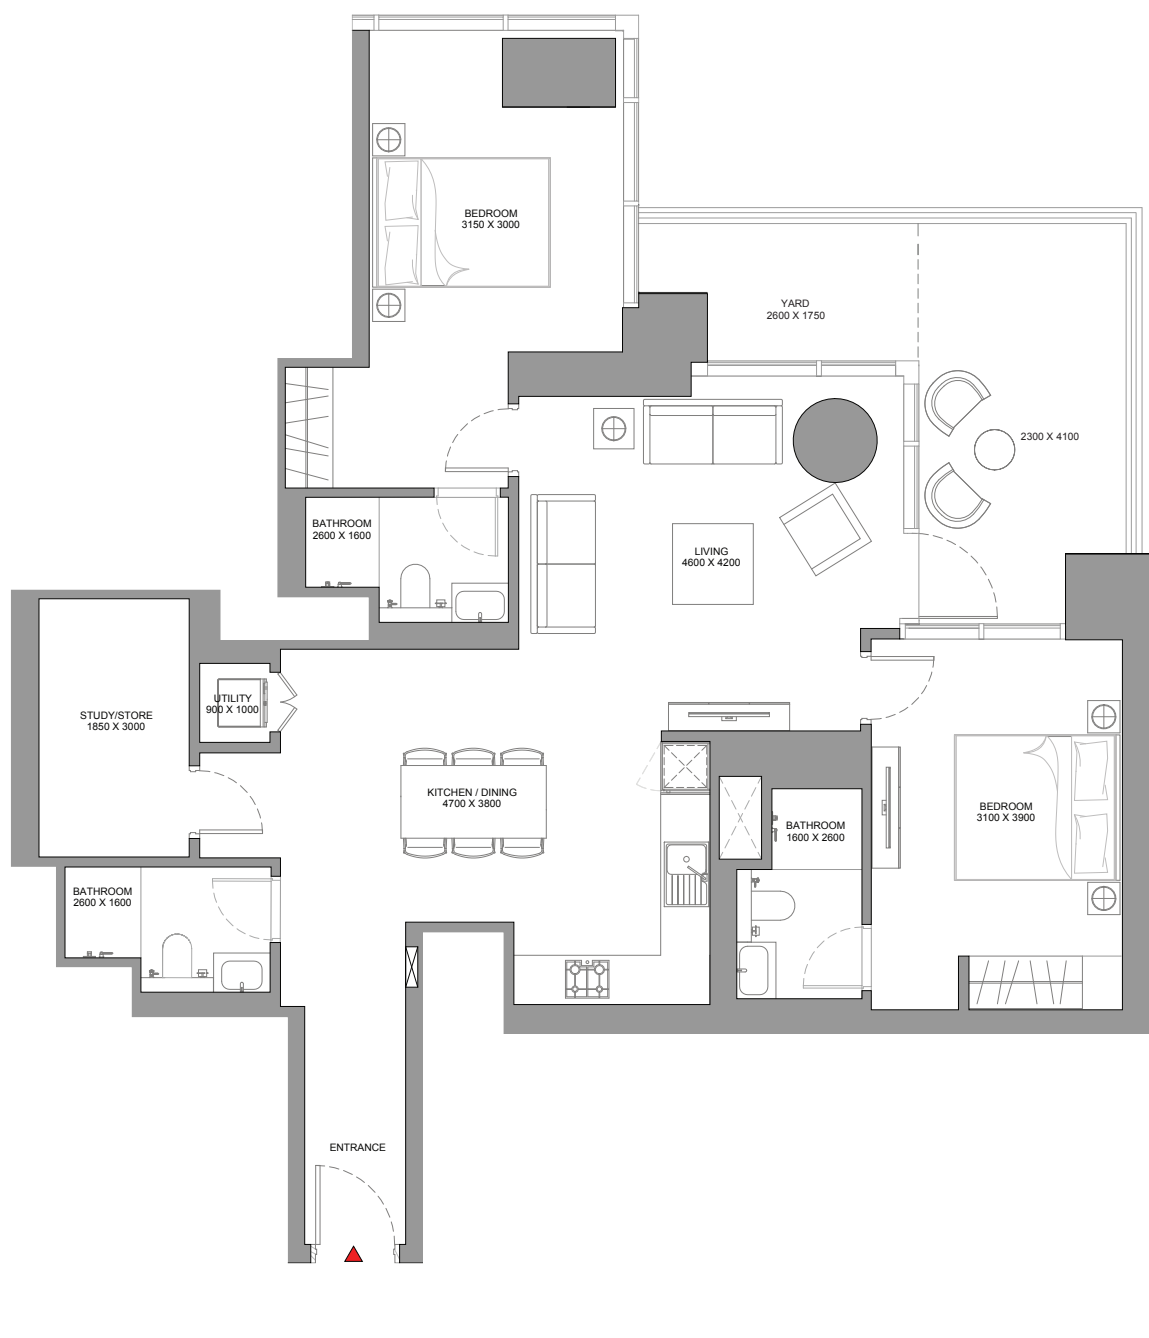 BEDROOM
3150 X 3000
YARD
2600 X 1750
2300 X 4100
BATHROOM
2600 X 1600
LIVING
4600 X 4200
UTILITY
900 X 1000
STUDY/STORE
1850 X 3000
KITCHEN / DINING
4700 X 3800
BEDROOM
3100 X 3900
BATHROOM
1600 X 2600
BATHROOM
2600 X 1600
ENTRANCE